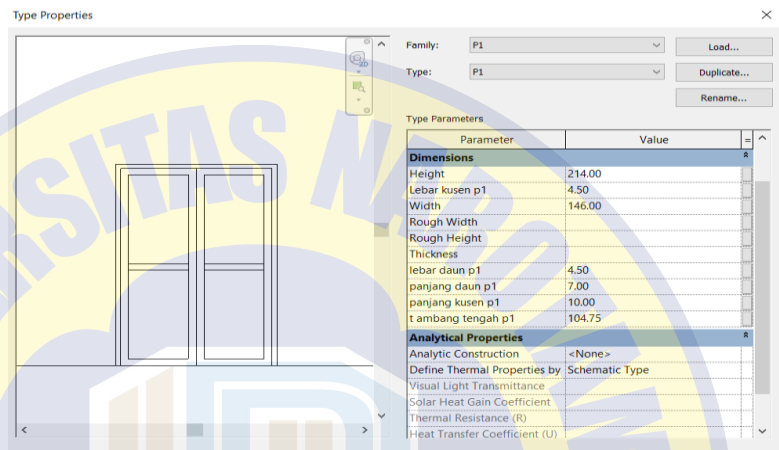 Type Properties
2D
Family: P1 Load...
Type: P1 Duplicate...
Rename...
Type Parameters
Parameter Value =
Dimensions
Height 214.00
Lebar kusen p1 4.50
Width 146.00
Rough Width
Rough Height
Thickness
lebar daun p1 4.50
panjang daun p1 7.00
panjang kusen p1 10.00
t ambang tengah p1 104.75
Analytical Properties
Analytic Construction <None>
Define Thermal Properties by Schematic Type
Visual Light Transmittance
Solar Heat Gain Coefficient
Thermal Resistance (R)
Heat Transfer Coefficient (U)